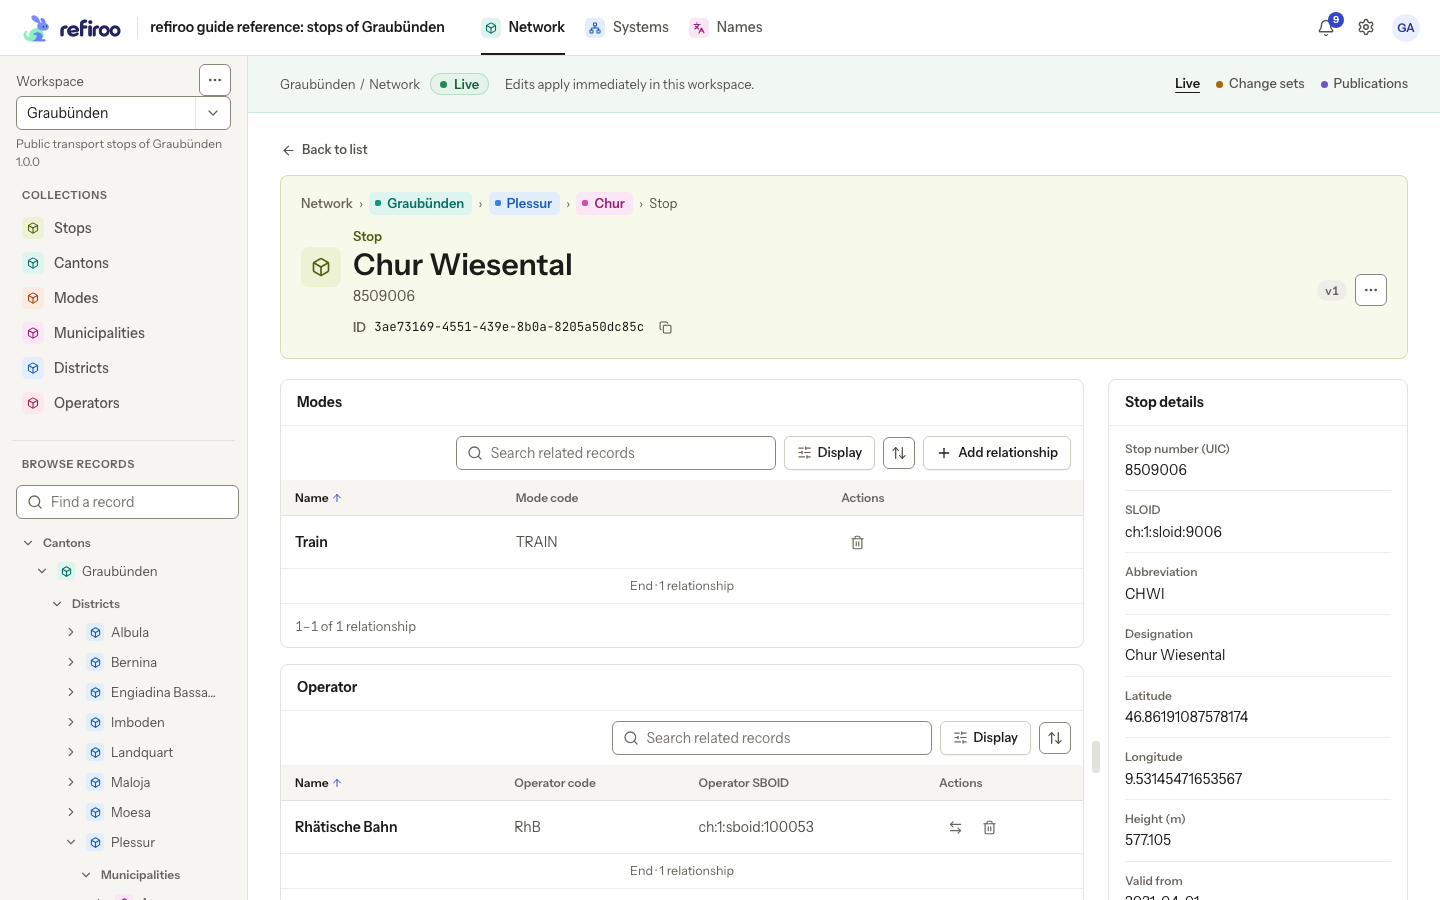 refiroo
refiroo guide reference: stops of Graubünden
Network
Systems
Names
9
GA
Workspace
Graubünden
Public transport stops of Graubünden
1.0.0
COLLECTIONS
Stops
Cantons
Modes
Municipalities
Districts
Operators
BROWSE RECORDS
Find a record
Cantons
Graubünden
Districts
Albula
Bernina
Engiadina Bassa…
Imboden
Landquart
Maloja
Moesa
Plessur
Municipalities
Graubünden / Network
Live
Edits apply immediately in this workspace.
Live
Change sets
Publications
Back to list
Network › Graubünden › Plessur › Chur › Stop
Stop
Chur Wiesental
8509006
ID 3ae73169-4551-439e-8b0a-8205a50dc85c
v1
Modes
Search related records
Display
Add relationship
Name Mode code Actions
Train TRAIN
End · 1 relationship
1–1 of 1 relationship
Operator
Search related records
Display
Name Operator code Operator SBOID Actions
Rhätische Bahn RhB ch:1:sboid:100053
End · 1 relationship
Stop details
Stop number (UIC)
8509006
SLOID
ch:1:sloid:9006
Abbreviation
CHWI
Designation
Chur Wiesental
Latitude
46.86191087578174
Longitude
9.53145471653567
Height (m)
577.105
Valid from